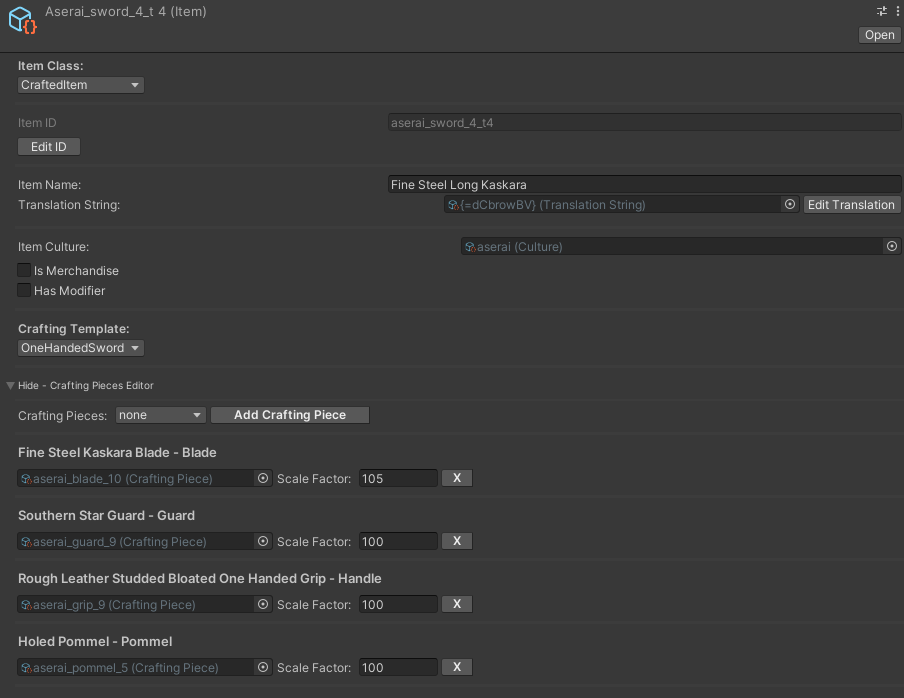 Aserai_sword_4_t 4 (Item)
Open
Item Class:
CraftedItem
Item ID aserai_sword_4_t4
Edit ID
Item Name: Fine Steel Long Kaskara
Translation String: {=dCbrowBV} (Translation String) Edit Translation
Item Culture: aserai (Culture)
Is Merchandise
Has Modifier
Crafting Template:
OneHandedSword
Hide - Crafting Pieces Editor
Crafting Pieces: none Add Crafting Piece
Fine Steel Kaskara Blade - Blade
aserai_blade_10 (Crafting Piece) Scale Factor: 105 X
Southern Star Guard - Guard
aserai_guard_9 (Crafting Piece) Scale Factor: 100 X
Rough Leather Studded Bloated One Handed Grip - Handle
aserai_grip_9 (Crafting Piece) Scale Factor: 100 X
Holed Pommel - Pommel
aserai_pommel_5 (Crafting Piece) Scale Factor: 100 X